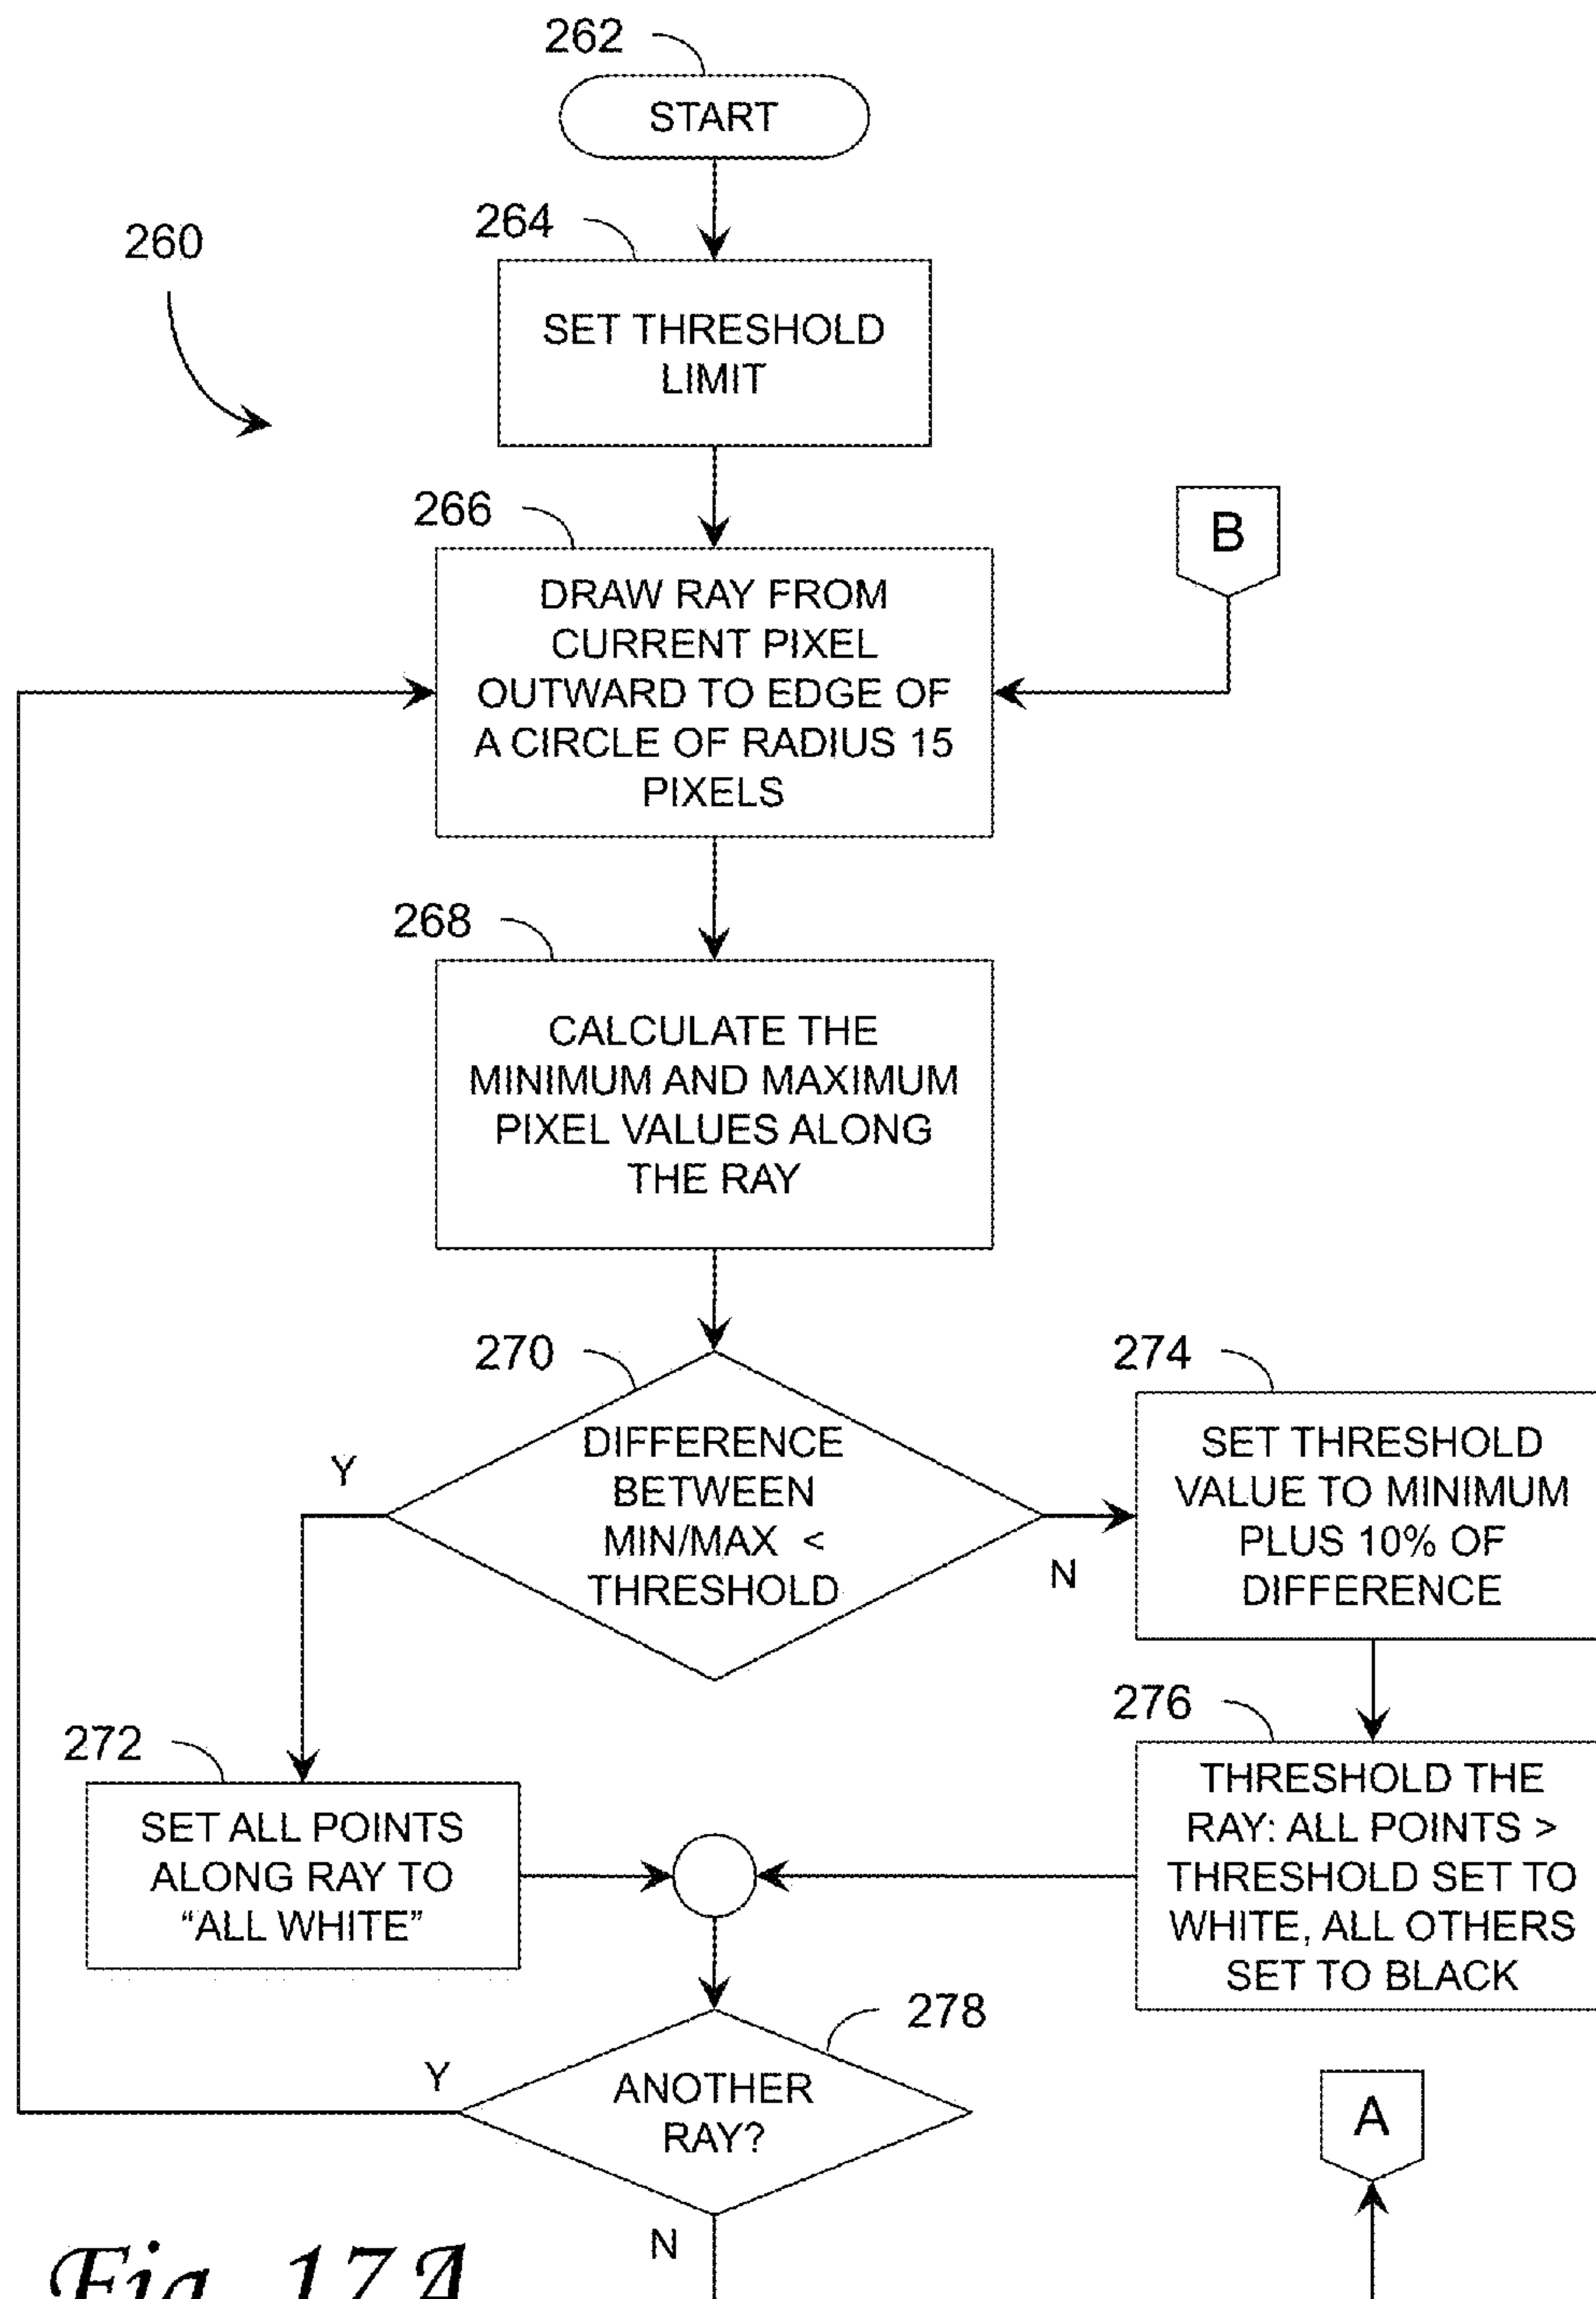 262
START
264
260
SET THRESHOLD
LIMIT
266
B
DRAW RAY FROM
CURRENT PIXEL
OUTWARD TO EDGE OF
A CIRCLE OF RADIUS 15
PIXELS
268
CALCULATE THE
MINIMUM AND MAXIMUM
PIXEL VALUES ALONG
THE RAY
270
DIFFERENCE
BETWEEN
MIN/MAX <
THRESHOLD
Y
N
274
SET THRESHOLD
VALUE TO MINIMUM
PLUS 10% OF
DIFFERENCE
272
SET ALL POINTS
ALONG RAY TO
“ALL WHITE”
276
THRESHOLD THE
RAY: ALL POINTS >
THRESHOLD SET TO
WHITE, ALL OTHERS
SET TO BLACK
278
ANOTHER
RAY?
Y
N
A
Fig. 17A